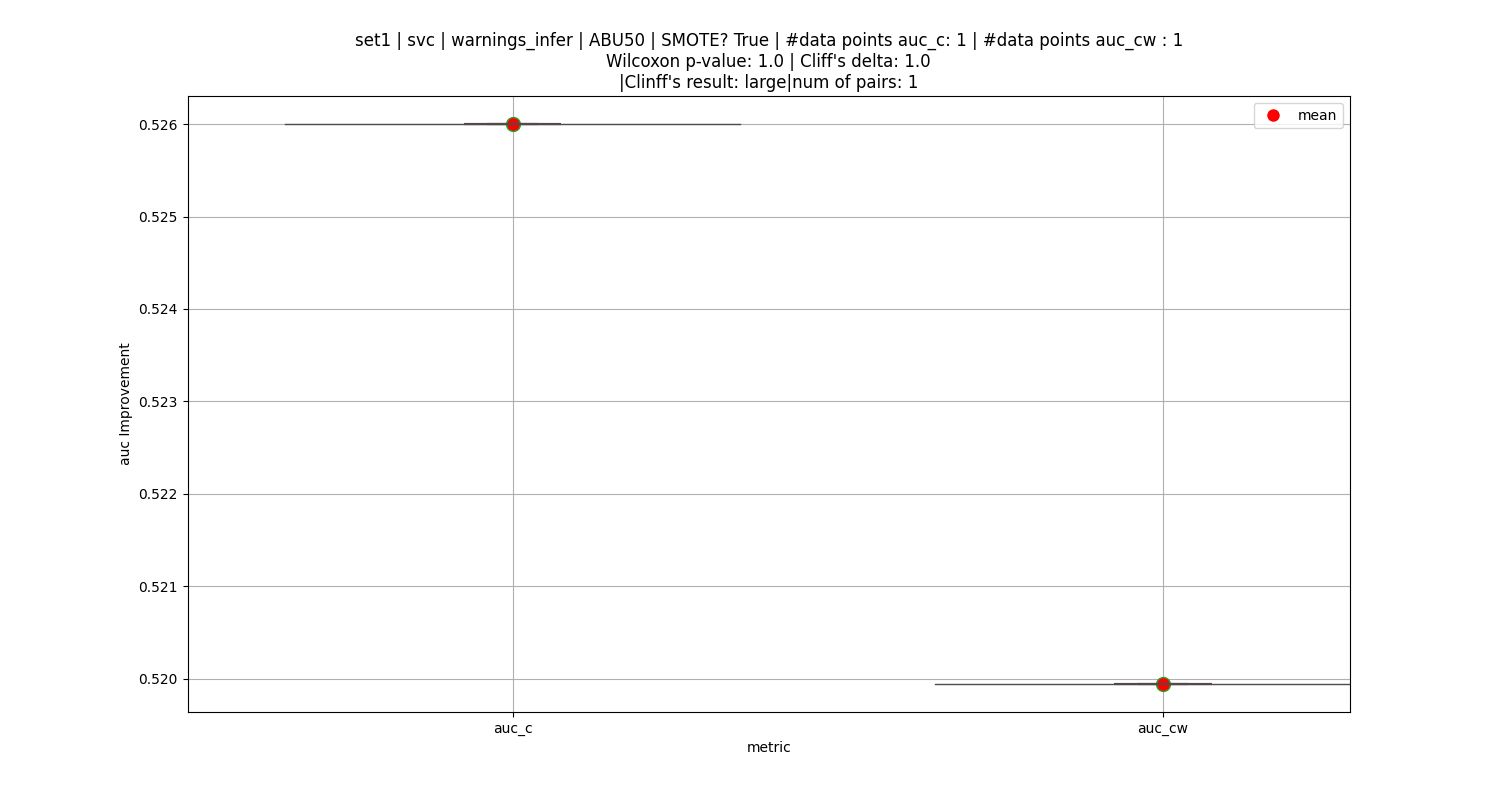 set1 | svc | warnings_infer | ABU50 | SMOTE? True | #data points auc_c: 1 | #data points auc_cw : 1
Wilcoxon p-value: 1.0 | Cliff's delta: 1.0
|Clinff's result: large|num of pairs: 1
mean
0.526
0.525
0.524
0.523
0.522
0.521
0.520
auc Improvement
auc_c
auc_cw
metric